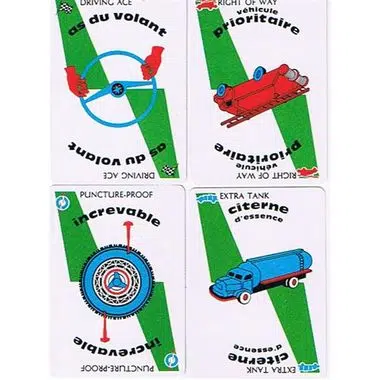 DRIVING ACE
as du volant
as du volant
DRIVING ACE
RIGHT OF WAY
véhicule
prioritaire
prioritaire
véhicule
RIGHT OF WAY
PUNCTURE-PROOF
increvable
increvable
PUNCTURE-PROOF
EXTRA TANK
citerne
d'essence
d'essence
citerne
EXTRA TANK